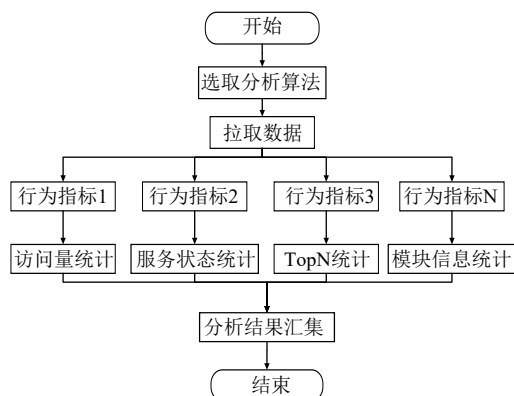 开始
选取分析算法
拉取数据
行为指标1
行为指标2
行为指标3
行为指标N
访问量统计
服务状态统计
TopN统计
模块信息统计
分析结果汇集
结束